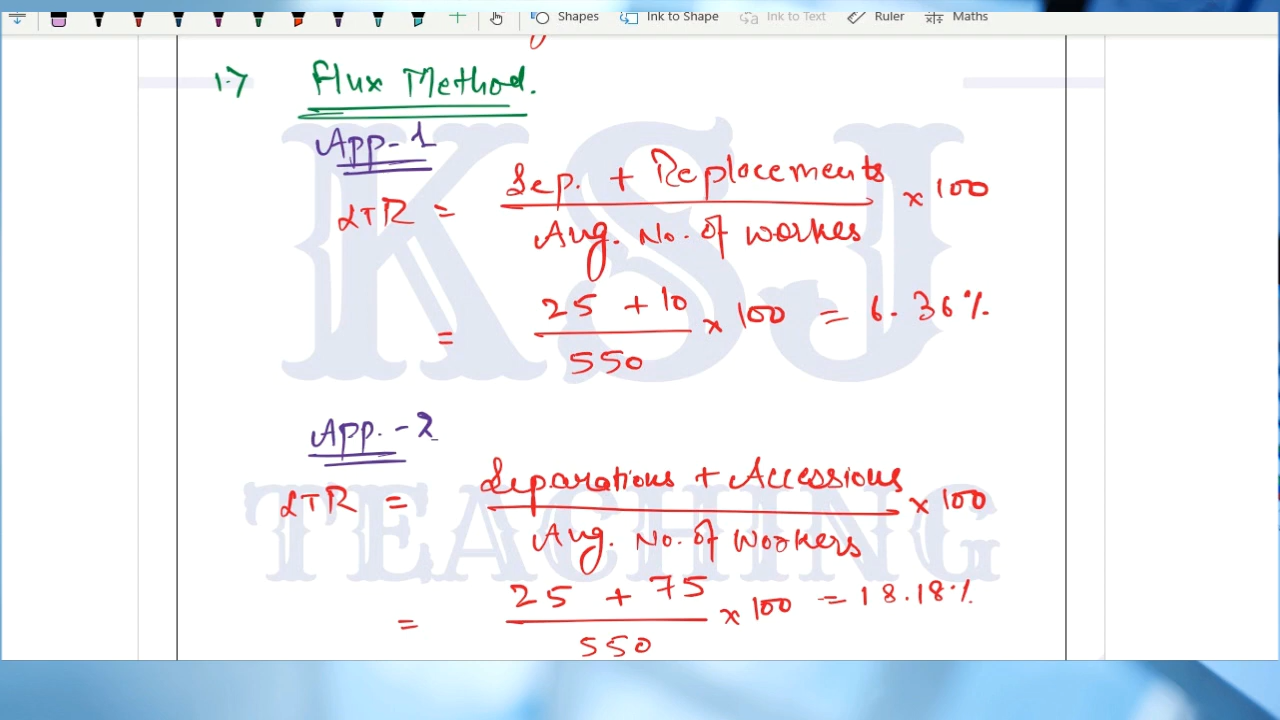 Shapes Ink to Shape Ink to Text Ruler Maths
1.7 Flux Method.
App-1
LTR = Sep. + Replacements × 100
Avg. No. of workes
= 25 + 10 × 100 = 6.36%
550
App.-2
LTR = Separations + Accessions × 100
Avg. No. of Workers
= 25 + 75 × 100 = 18.18%
550
KSJ
TEACHING